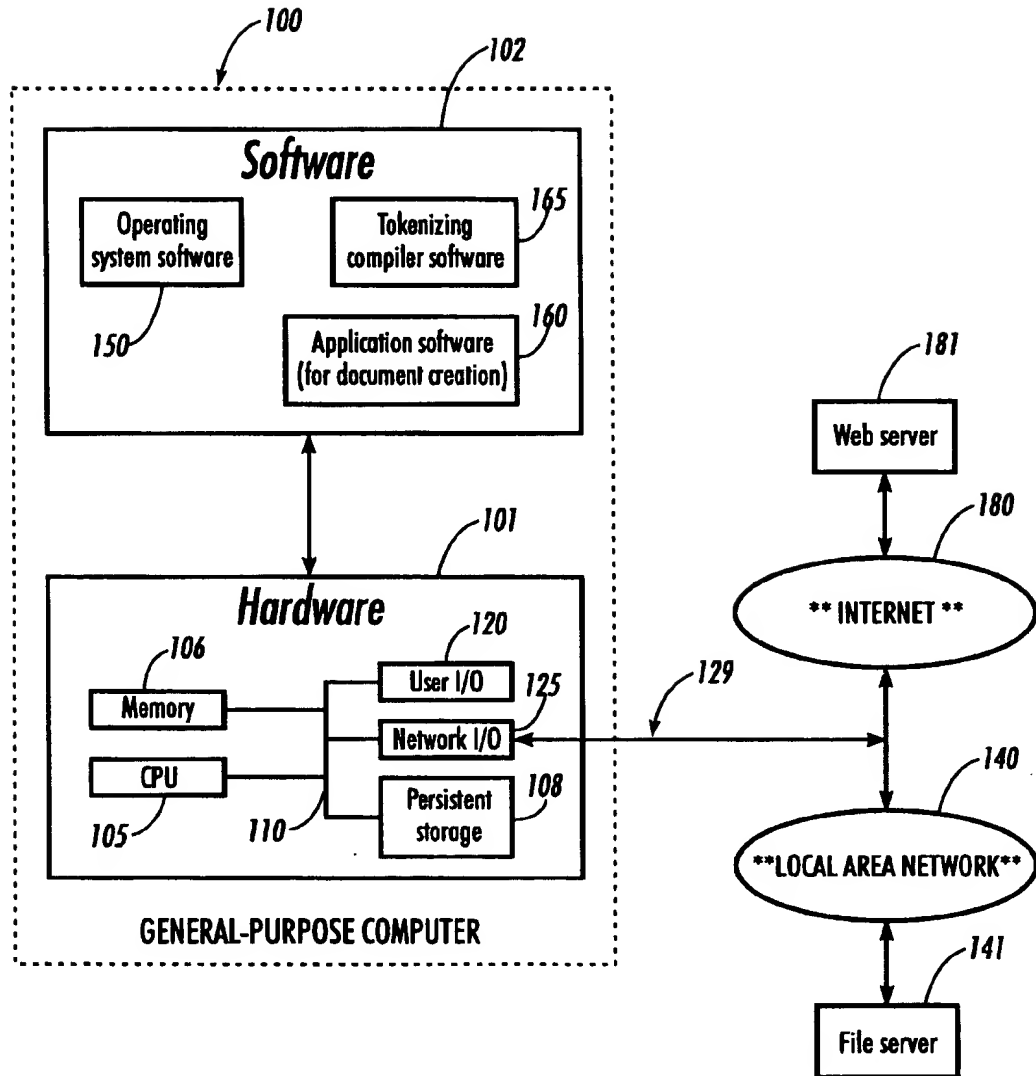 100
102
Software
Operating
system software
150
165
Tokenizing
compiler software
160
Application software
(for document creation)
181
Web server
180
** INTERNET **
101
Hardware
106
Memory
120
User I/O
125
Network I/O
129
CPU
105
110
Persistent
storage
108
140
**LOCAL AREA NETWORK**
GENERAL-PURPOSE COMPUTER
141
File server